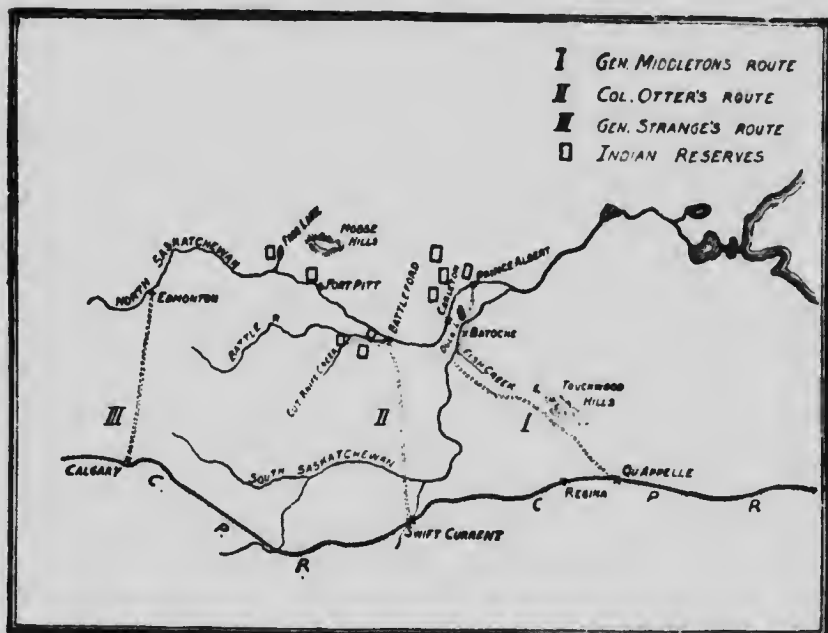 I GEN. MIDDLETONS ROUTE
II COL. OTTER'S ROUTE
III GEN. STRANGE'S ROUTE
INDIAN RESERVES
NORTH SASKATCHEWAN
EDMONTON
FROG LAKE
MOOSE HILLS
FORT PITT
BATTLEFORD
CARLTON
PRINCE ALBERT
DUCK L.
BATOCHE
BATTLE R
CUT KNIFE CREEK
FISH CREEK
TOUCHWOOD HILLS
III
II
I
SOUTH SASKATCHEWAN
CALGARY
C. P. R
SWIFT CURRENT
C P R
REGINA
QU'APPELLE